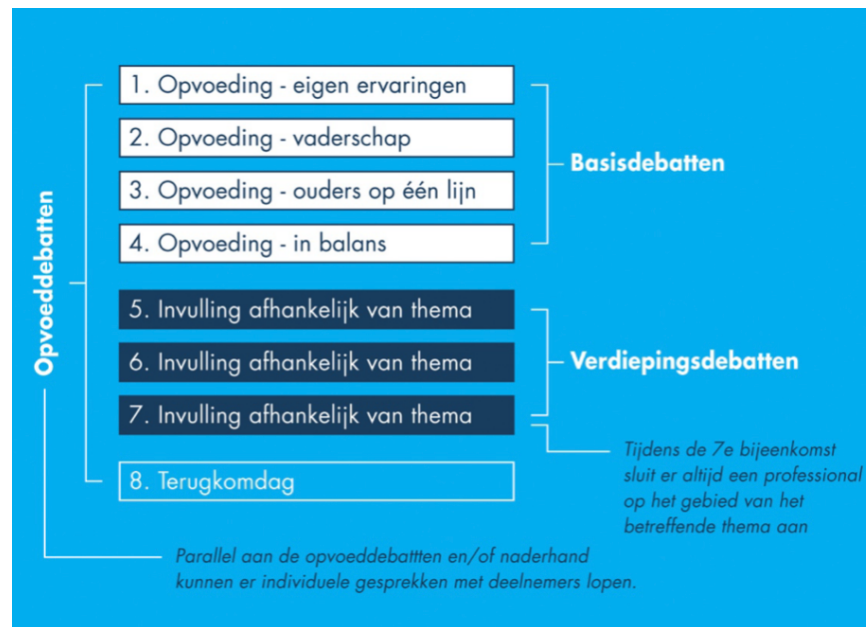 Opvoeddebatten
1. Opvoeding - eigen ervaringen
2. Opvoeding - vaderschap
3. Opvoeding - ouders op één lijn
4. Opvoeding - in balans
Basisdebatten
5. Invulling afhankelijk van thema
6. Invulling afhankelijk van thema
7. Invulling afhankelijk van thema
Verdiepingsdebatten
Tijdens de 7e bijeenkomst
sluit er altijd een professional
op het gebied van het
betreffende thema aan
8. Terugkomdag
Parallel aan de opvoeddebattten en/of naderhand
kunnen er individuele gesprekken met deelnemers lopen.